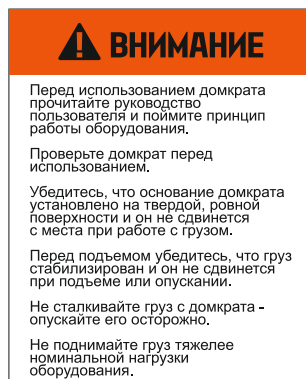 ВНИМАНИЕ
Перед использованием домкрата
прочитайте руководство
пользователя и поймите принцип
работы оборудования.
Проверьте домкрат перед
использованием.
Убедитесь, что основание домкрата
установлено на твердой, ровной
поверхности и он не сдвинется
с места при работе с грузом.
Перед подъемом убедитесь, что груз
стабилизирован и он не сдвинется
при подъеме или опускании.
Не сталкивайте груз с домкрата -
опускайте его осторожно.
Не поднимайте груз тяжелее
номинальной нагрузки
оборудования.